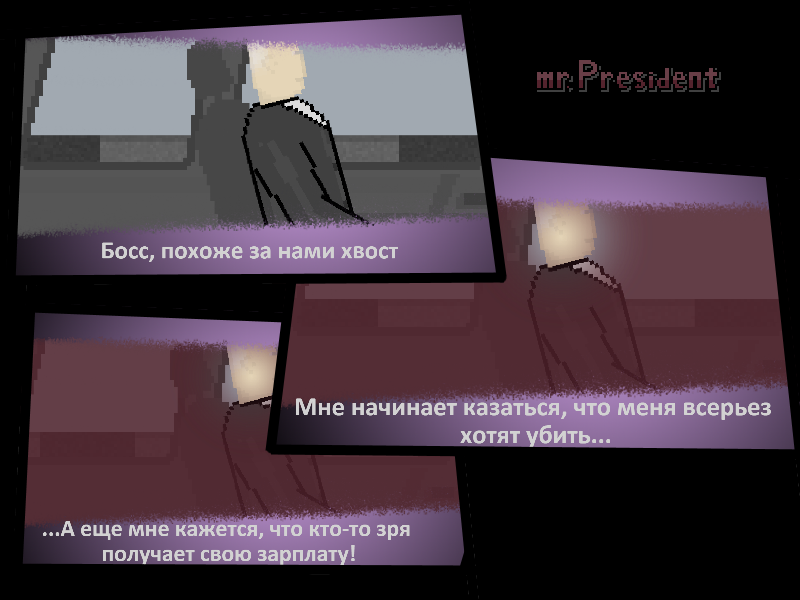 mr.President
Босс, похоже за нами хвост
Мне начинает казаться, что меня всерьез
хотят убить...
...А еще мне кажется, что кто-то зря
получает свою зарплату!